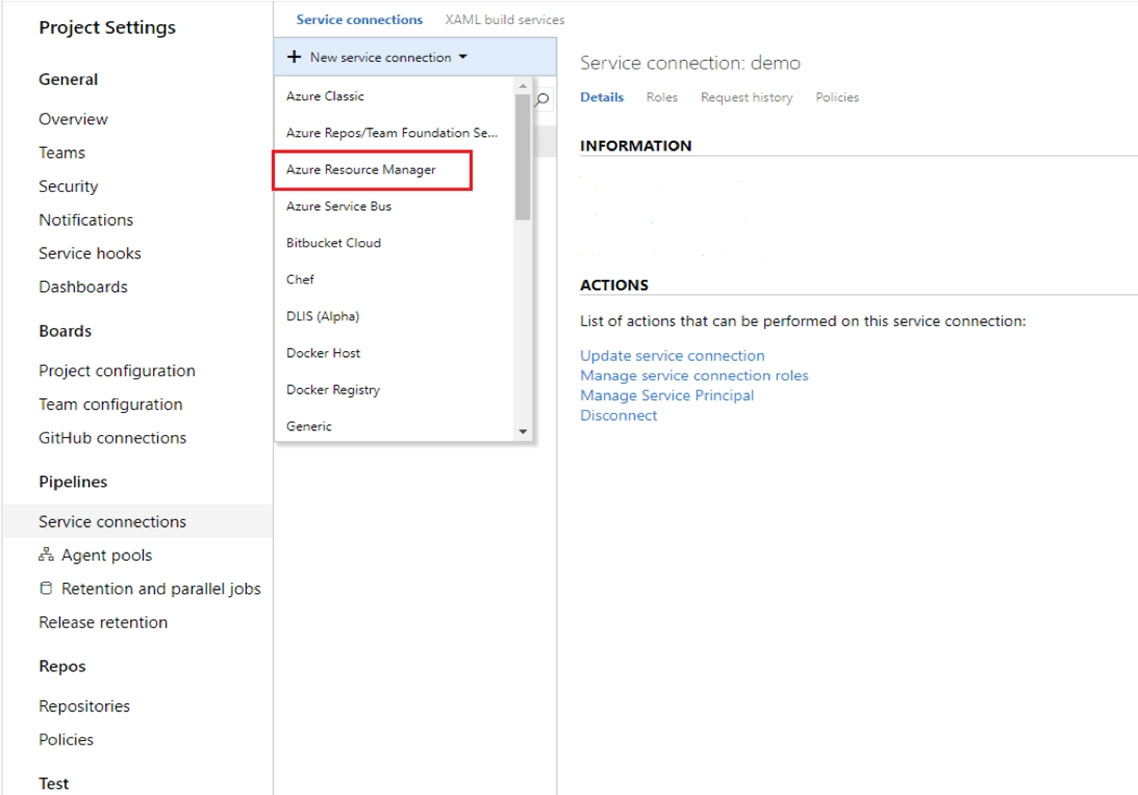 Project Settings
General
Overview
Teams
Security
Notifications
Service hooks
Dashboards
Boards
Project configuration
Team configuration
GitHub connections
Pipelines
Service connections
Agent pools
Retention and parallel jobs
Release retention
Repos
Repositories
Policies
Test
Service connections XAML build services
+ New service connection
Azure Classic
Azure Repos/Team Foundation Se...
Azure Resource Manager
Azure Service Bus
Bitbucket Cloud
Chef
DLIS (Alpha)
Docker Host
Docker Registry
Generic
Service connection: demo
Details Roles Request history Policies
INFORMATION
ACTIONS
List of actions that can be performed on this service connection:
Update service connection
Manage service connection roles
Manage Service Principal
Disconnect